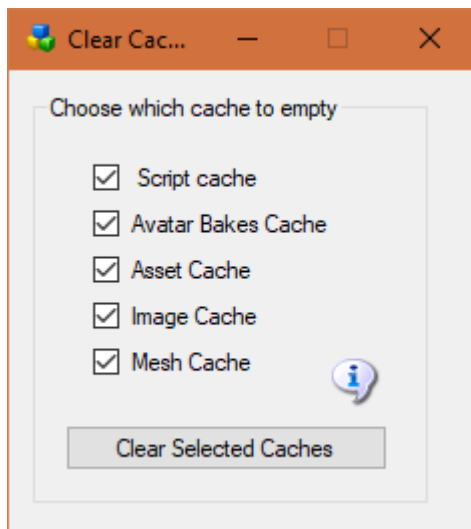 Clear Cac...
Choose which cache to empty
Script cache
Avatar Bakes Cache
Asset Cache
Image Cache
Mesh Cache
Clear Selected Caches